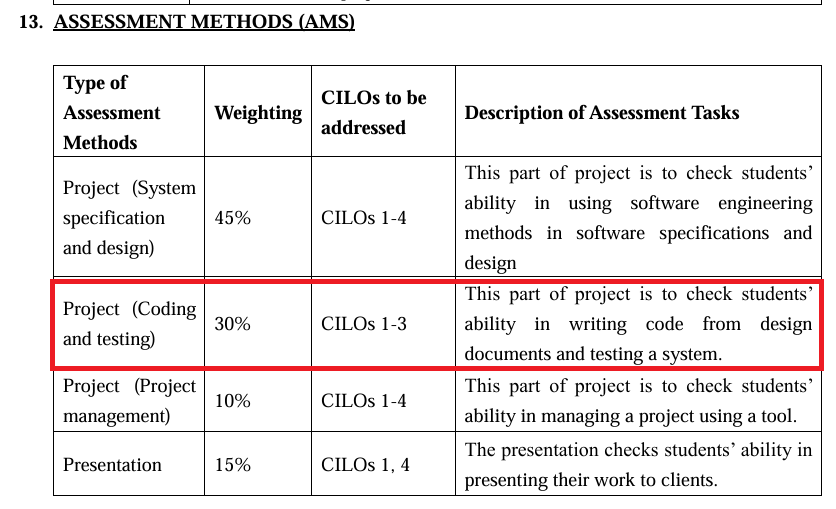 13. ASSESSMENT METHODS (AMS)
Type of
Assessment
Methods
Weighting
CILOs to be
addressed
Description of Assessment Tasks
Project (System
specification
and design)
45%
CILOs 1-4
This part of project is to check students’
ability in using software engineering
methods in software specifications and
design
Project (Coding
and testing)
30%
CILOs 1-3
This part of project is to check students’
ability in writing code from design
documents and testing a system.
Project (Project
management)
10%
CILOs 1-4
This part of project is to check students’
ability in managing a project using a tool.
Presentation
15%
CILOs 1, 4
The presentation checks students’ ability in
presenting their work to clients.